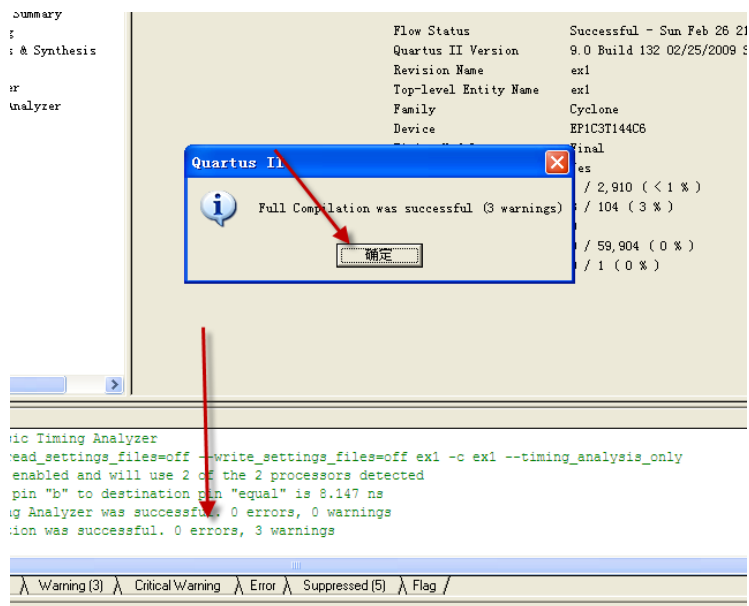 Summary
& Synthesis
Analyzer
Flow Status Successful - Sun Feb 26 21
Quartus II Version 9.0 Build 132 02/25/2009 S
Revision Name ex1
Top-level Entity Name ex1
Family Cyclone
Device EP1C3T144C6
Final
/ 2,910 ( < 1 % )
/ 104 ( 3 % )
/ 59,904 ( 0 % )
/ 1 ( 0 % )
Quartus II
Full Compilation was successful (3 warnings)
确定
ic Timing Analyzer
read_settings_files=off --write_settings_files=off ex1 -c ex1 --timing_analysis_only
enabled and will use 2 of the 2 processors detected
pin "b" to destination pin "equal" is 8.147 ns
ng Analyzer was successful. 0 errors, 0 warnings
sion was successful. 0 errors, 3 warnings
Warning (3) Critical Warning Error Suppressed (5) Flag